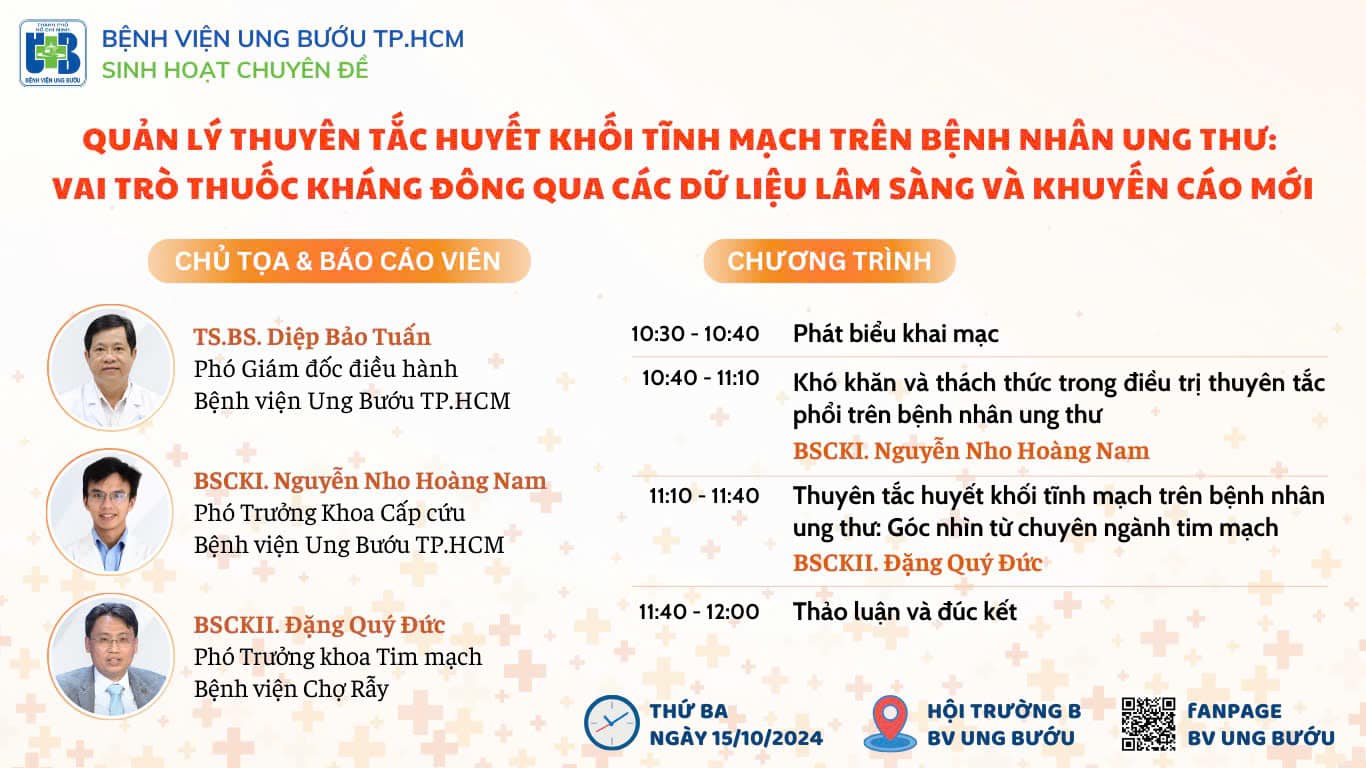 THÀNH PHỐ
HỒ CHÍ MINH
UB
BỆNH VIỆN UNG BƯỚU
BỆNH VIỆN UNG BƯỚU TP.HCM
SINH HOẠT CHUYÊN ĐỀ
QUẢN LÝ THUYÊN TẮC HUYẾT KHỐI TĨNH MẠCH TRÊN BỆNH NHÂN UNG THƯ:
VAI TRÒ THUỐC KHÁNG ĐÔNG QUA CÁC DỮ LIỆU LÂM SÀNG VÀ KHUYẾN CÁO MỚI
CHỦ TỌA & BÁO CÁO VIÊN
TS.BS. Diệp Bảo Tuấn
Phó Giám đốc điều hành
Bệnh viện Ung Bướu TP.HCM
BSCKI. Nguyễn Nho Hoàng Nam
Phó Trưởng Khoa Cấp cứu
Bệnh viện Ung Bướu TP.HCM
BSCKII. Đặng Quý Đức
Phó Trưởng khoa Tim mạch
Bệnh viện Chợ Rẫy
CHƯƠNG TRÌNH
10:30 - 10:40 Phát biểu khai mạc
10:40 - 11:10 Khó khăn và thách thức trong điều trị thuyên tắc
phổi trên bệnh nhân ung thư
BSCKI. Nguyễn Nho Hoàng Nam
11:10 - 11:40 Thuyên tắc huyết khối tĩnh mạch trên bệnh nhân
ung thư: Góc nhìn từ chuyên ngành tim mạch
BSCKII. Đặng Quý Đức
11:40 - 12:00 Thảo luận và đúc kết
THỨ BA
NGÀY 15/10/2024
HỘI TRƯỜNG B
BV UNG BƯỚU
fANPAGE
BV UNG BƯỚU